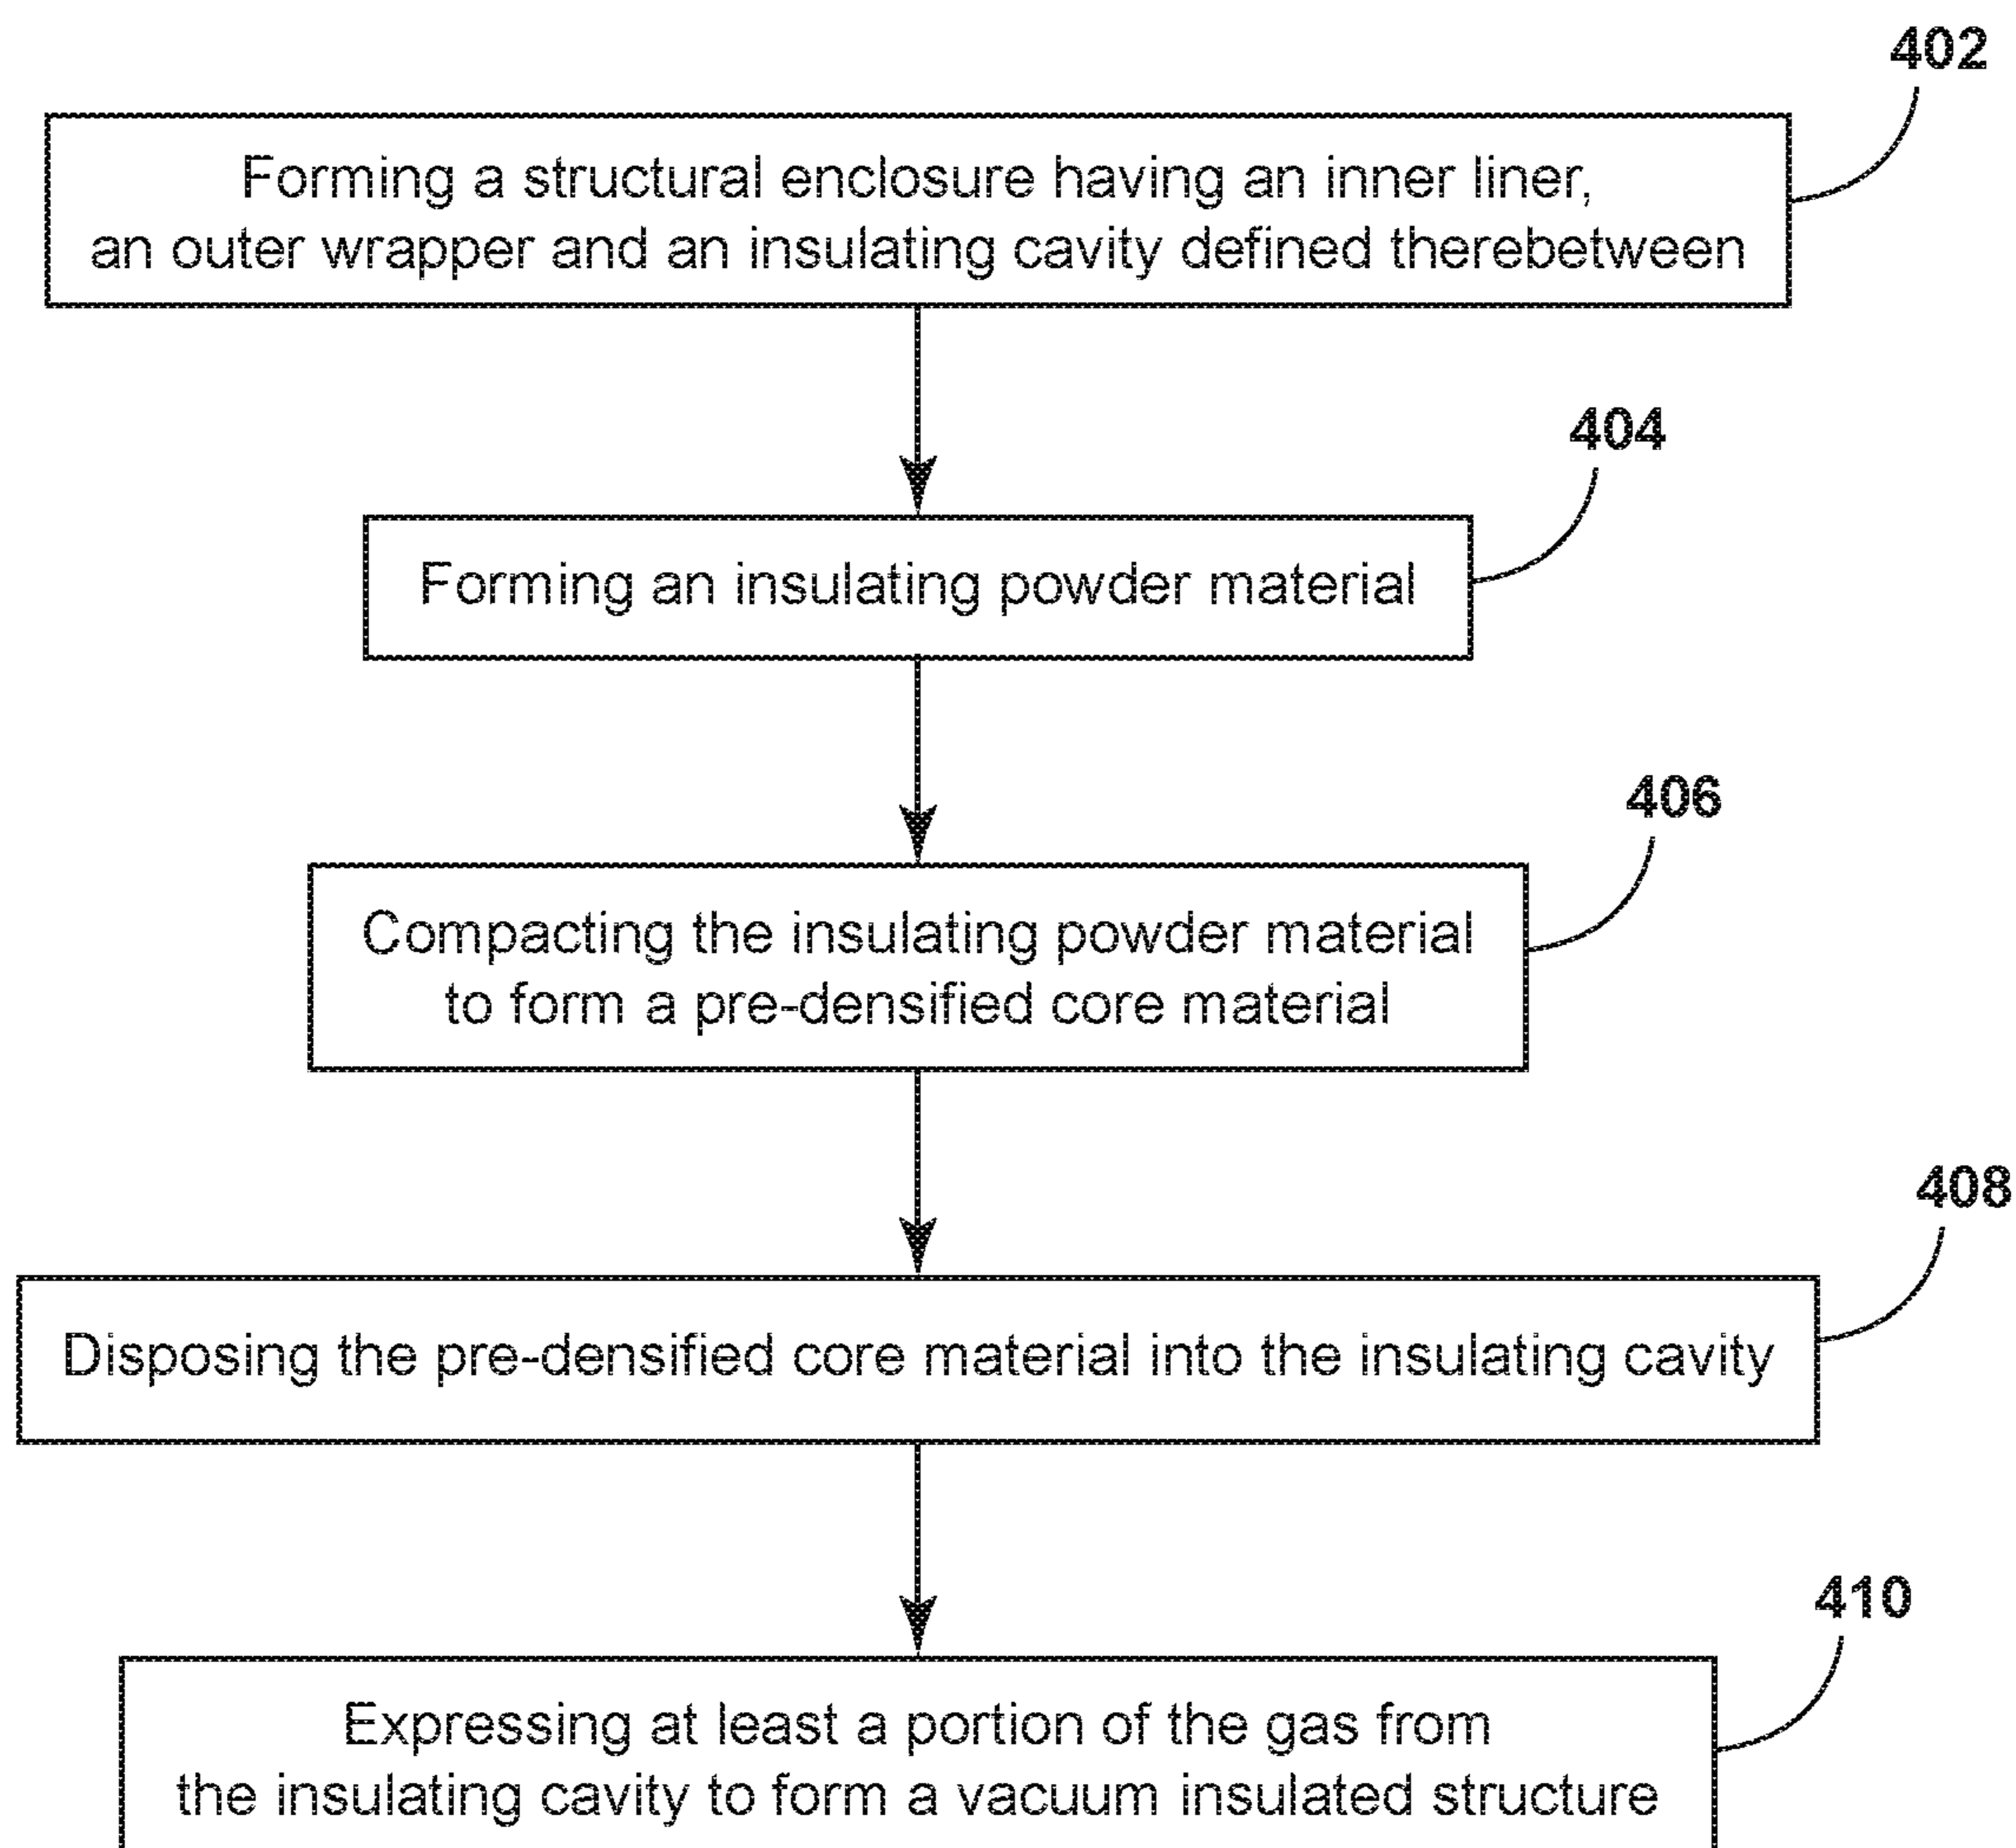 402
Forming a structural enclosure having an inner liner,
an outer wrapper and an insulating cavity defined therebetween
404
Forming an insulating powder material
406
Compacting the insulating powder material
to form a pre-densified core material
408
Disposing the pre-densified core material into the insulating cavity
410
Expressing at least a portion of the gas from
the insulating cavity to form a vacuum insulated structure